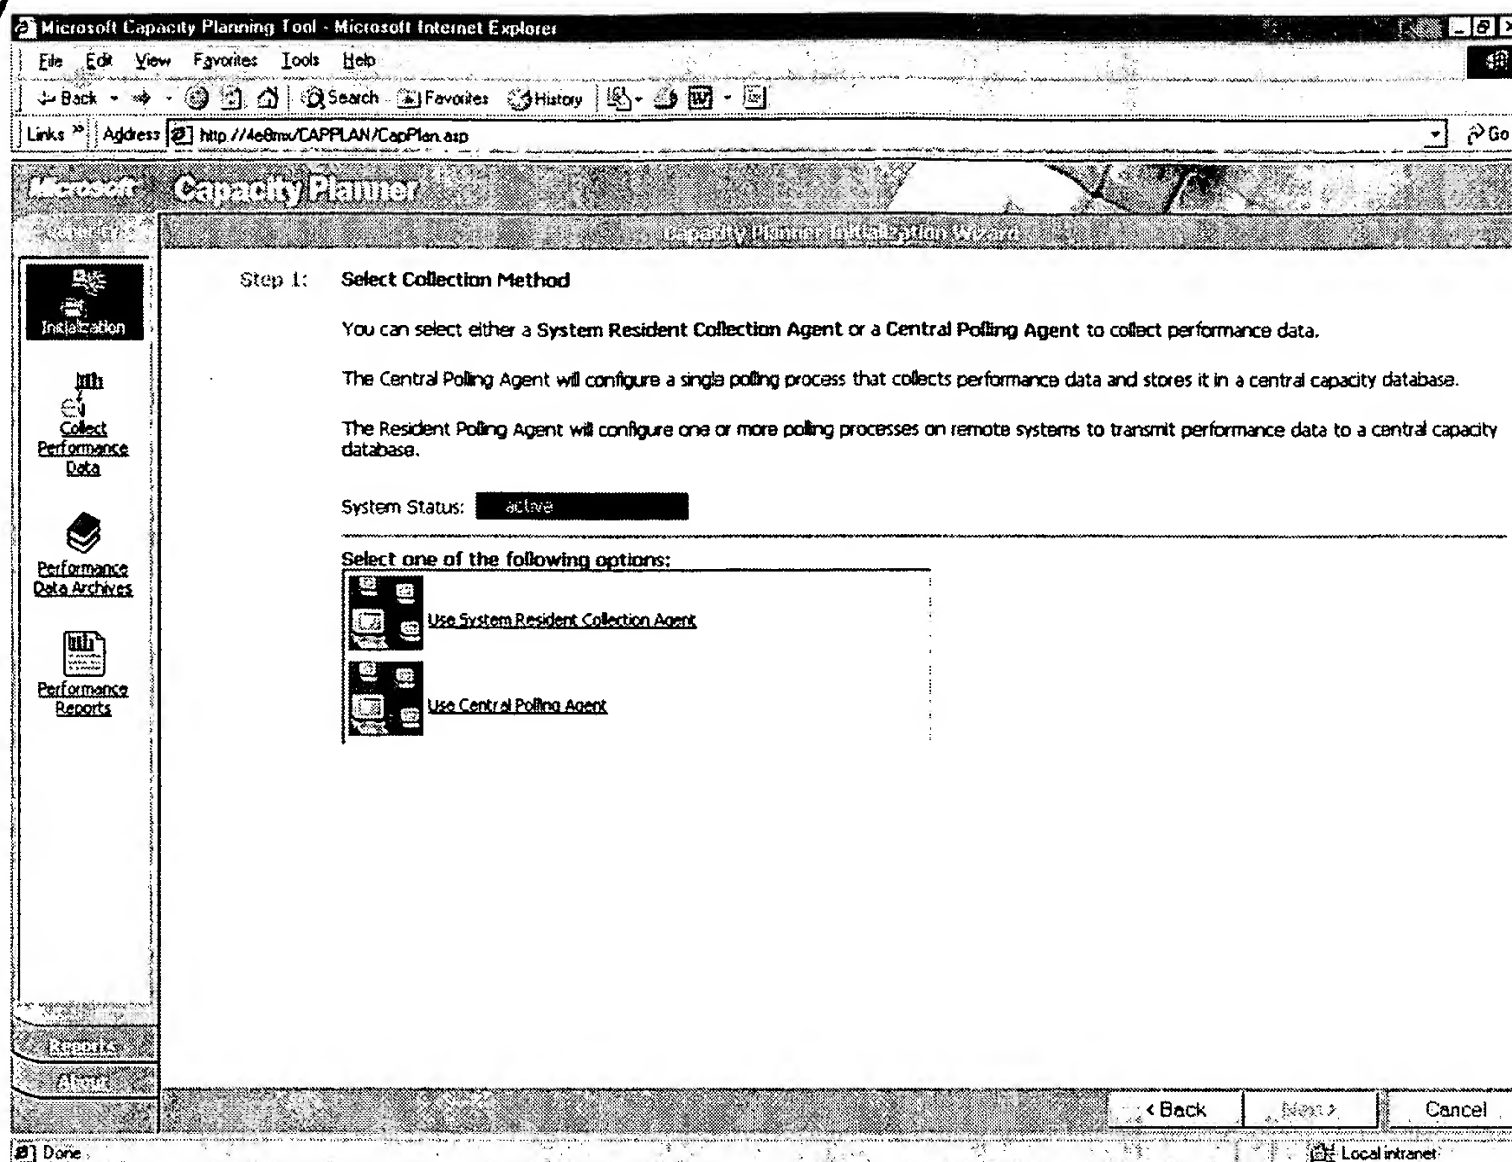 Microsoft Capacity Planning Tool - Microsoft Internet Explorer
File Edit View Favorites Tools Help
Back Search Favorites History
Links » Address http://4e8mx/CAPPLAN/CapPlan.asp Go
Microsoft Capacity Planner
Capacity Planner Initialization Wizard
Step 1: Select Collection Method
Initialization
You can select either a System Resident Collection Agent or a Central Polling Agent to collect performance data.
The Central Polling Agent will configure a single polling process that collects performance data and stores it in a central capacity database.
The Resident Polling Agent will configure one or more polling processes on remote systems to transmit performance data to a central capacity
database.
Collect
Performance
Data
System Status: active
Select one of the following options:
Use System Resident Collection Agent
Use Central Polling Agent
Performance
Data Archives
Performance
Reports
Reports
About
< Back Next > Cancel
Done Local intranet